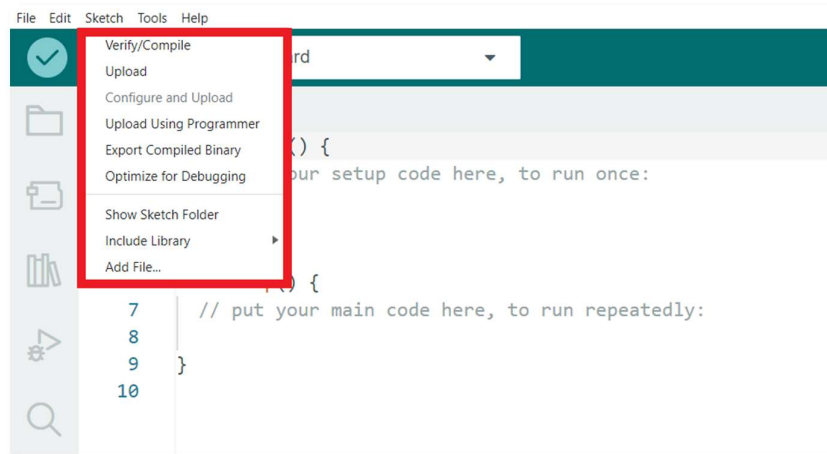 File Edit Sketch Tools Help
Verify/Compile
Upload
Configure and Upload
Upload Using Programmer
Export Compiled Binary
Optimize for Debugging
Show Sketch Folder
Include Library
Add File...
rd
() {
our setup code here, to run once:
() {
7 // put your main code here, to run repeatedly:
8
9 }
10